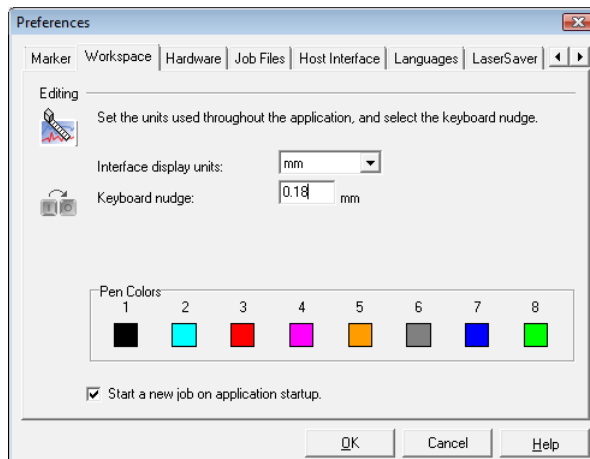 Preferences
Marker Workspace Hardware Job Files Host Interface Languages LaserSaver
Editing
Set the units used throughout the application, and select the keyboard nudge.
Interface display units: mm
Keyboard nudge: 0.18 mm
Pen Colors
1 2 3 4 5 6 7 8
Start a new job on application startup.
OK Cancel Help